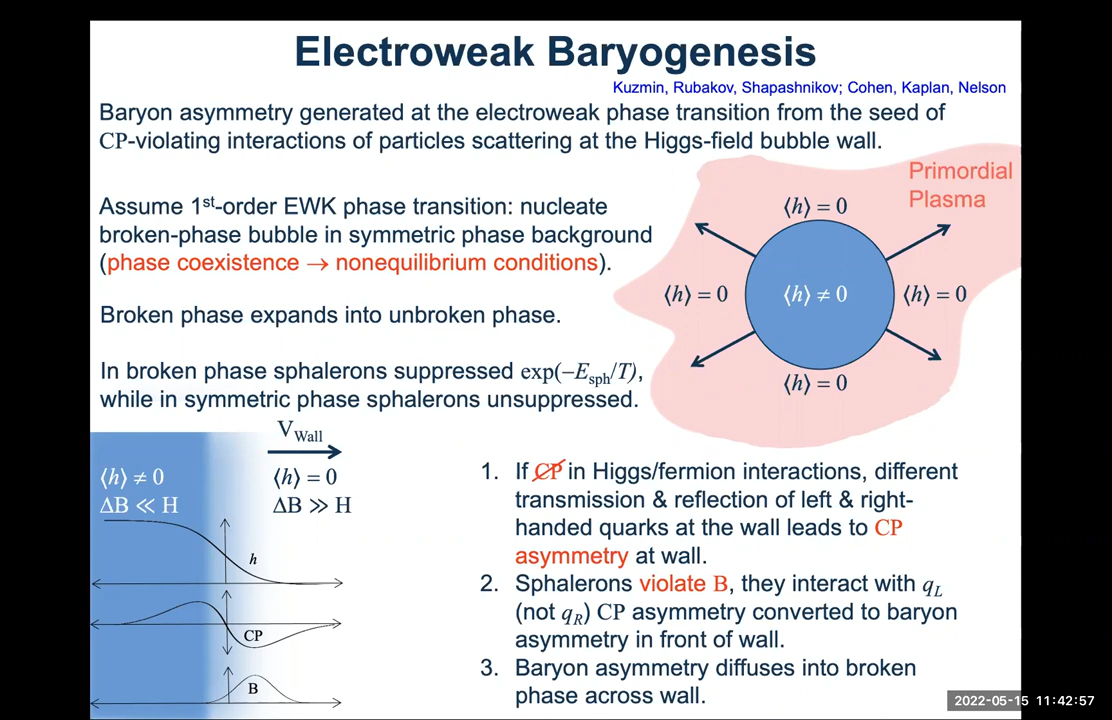 Electroweak Baryogenesis
Kuzmin, Rubakov, Shapashnikov; Cohen, Kaplan, Nelson
Baryon asymmetry generated at the electroweak phase transition from the seed of
CP-violating interactions of particles scattering at the Higgs-field bubble wall.
Primordial
Plasma
Assume 1st-order EWK phase transition: nucleate
broken-phase bubble in symmetric phase background
(phase coexistence → nonequilibrium conditions).
⟨h⟩ = 0
⟨h⟩ = 0
⟨h⟩ ≠ 0
⟨h⟩ = 0
⟨h⟩ = 0
Broken phase expands into unbroken phase.
In broken phase sphalerons suppressed exp(−Esph/T),
while in symmetric phase sphalerons unsuppressed.
VWall
⟨h⟩ ≠ 0
ΔB ≪ H
⟨h⟩ = 0
ΔB ≫ H
h
CP
B
1. If C̸P̸ in Higgs/fermion interactions, different
transmission & reflection of left & right-
handed quarks at the wall leads to CP
asymmetry at wall.
2. Sphalerons violate B, they interact with qL
(not qR) CP asymmetry converted to baryon
asymmetry in front of wall.
3. Baryon asymmetry diffuses into broken
phase across wall.
2022-05-15 11:42:57